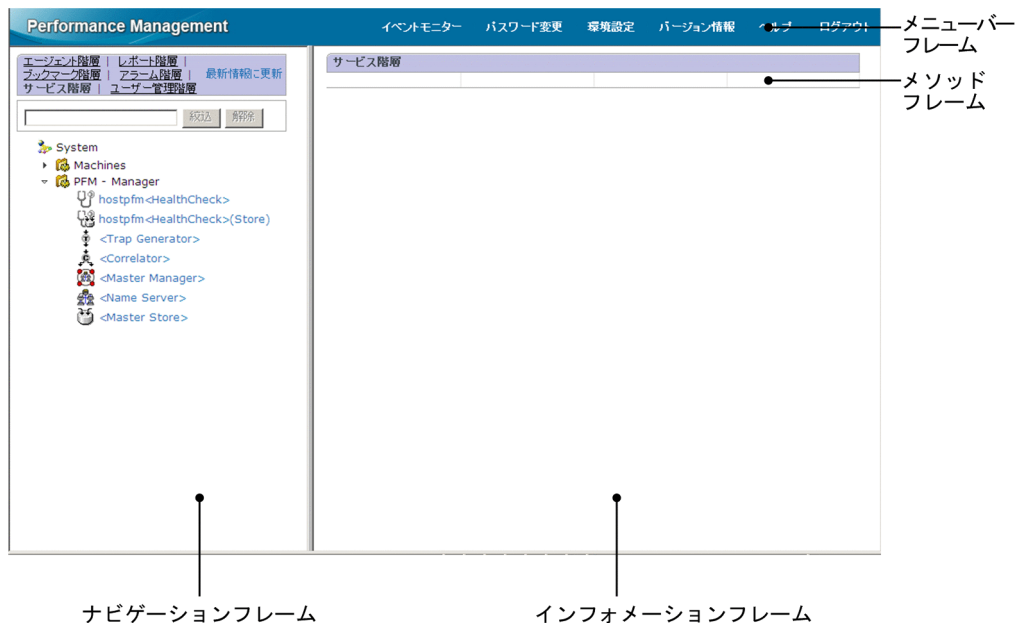 Performance Management
イベントモニター パスワード変更 環境設定 バージョン情報 ヘルプ ログアウト
メニューバー
フレーム
エージェント階層 | レポート階層 |
ブックマーク階層 | アラーム階層 | 最新情報に更新
サービス階層 | ユーザー管理階層
サービス階層
メソッド
フレーム
絞込 解除
System
Machines
PFM - Manager
hostpfm<HealthCheck>
hostpfm<HealthCheck>(Store)
<Trap Generator>
<Correlator>
<Master Manager>
<Name Server>
<Master Store>
ナビゲーションフレーム インフォメーションフレーム